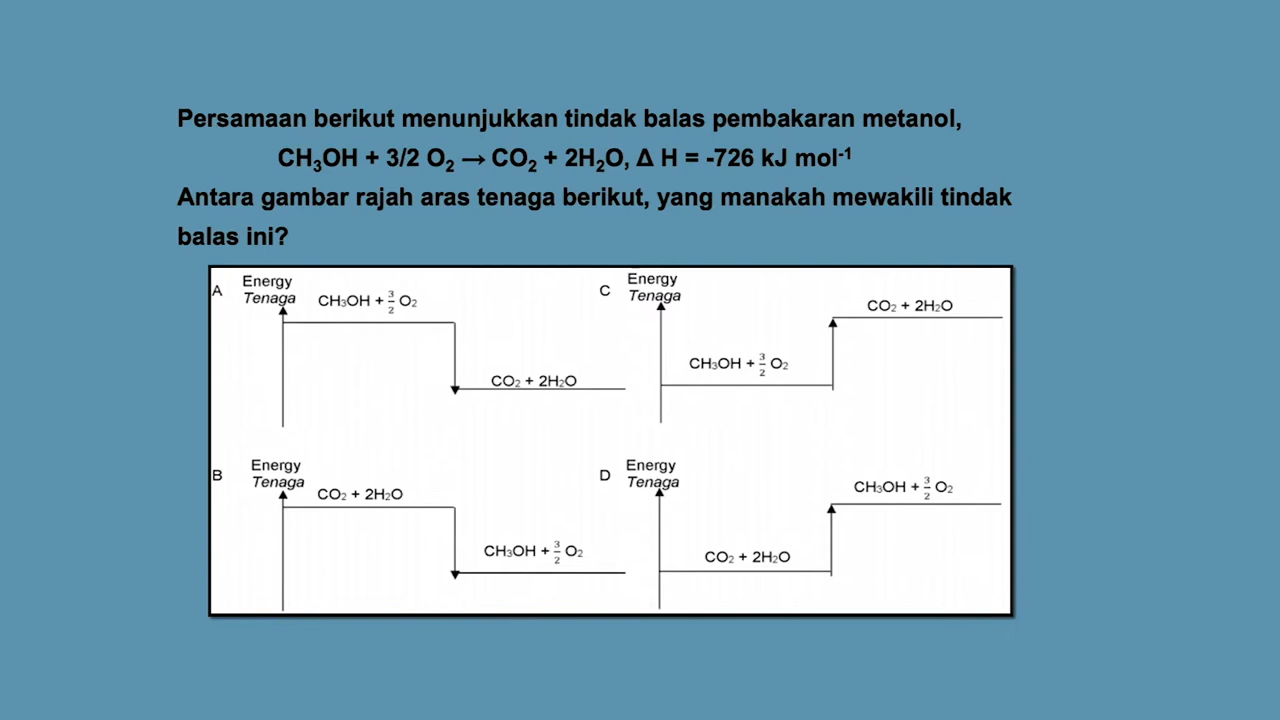 Persamaan berikut menunjukkan tindak balas pembakaran metanol,
CH₃OH + 3/2 O₂ → CO₂ + 2H₂O, Δ H = -726 kJ mol⁻¹
Antara gambar rajah aras tenaga berikut, yang manakah mewakili tindak
balas ini?
A
Energy
Tenaga
CH₃OH + 3/2 O₂
CO₂ + 2H₂O
B
Energy
Tenaga
CO₂ + 2H₂O
CH₃OH + 3/2 O₂
C
Energy
Tenaga
CH₃OH + 3/2 O₂
CO₂ + 2H₂O
D
Energy
Tenaga
CO₂ + 2H₂O
CH₃OH + 3/2 O₂